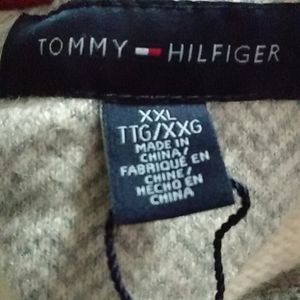 TOMMY HILFIGER
XXL
TTG/XXG
MADE IN
CHINA/
FABRIQUÉ EN
CHINE/
HECHO EN
CHINA